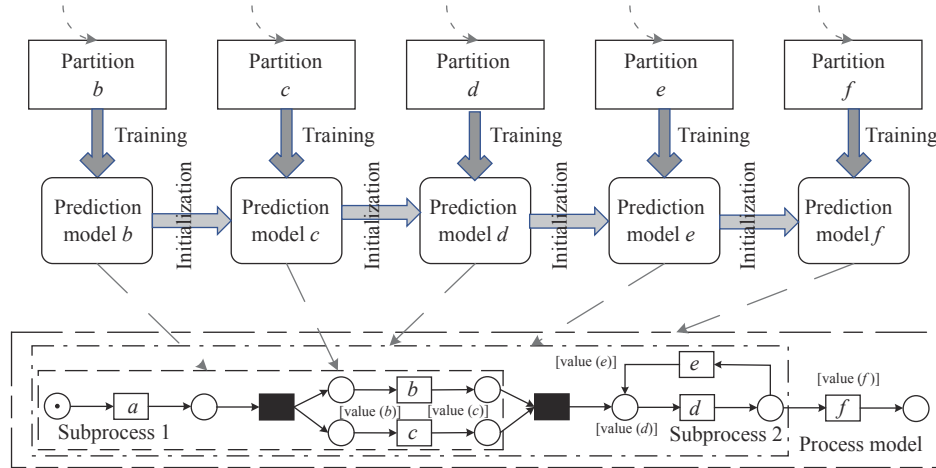 Partition
b
Partition
c
Partition
d
Partition
e
Partition
f
Training
Training
Training
Training
Training
Prediction
model b
Initialization
Prediction
model c
Initialization
Prediction
model d
Initialization
Prediction
model e
Initialization
Prediction
model f
[value (e)]
e
[value (f)]
a
b
[value (b)]
[value (c)]
c
d
f
Subprocess 1
[value (d)]
Subprocess 2
Process model